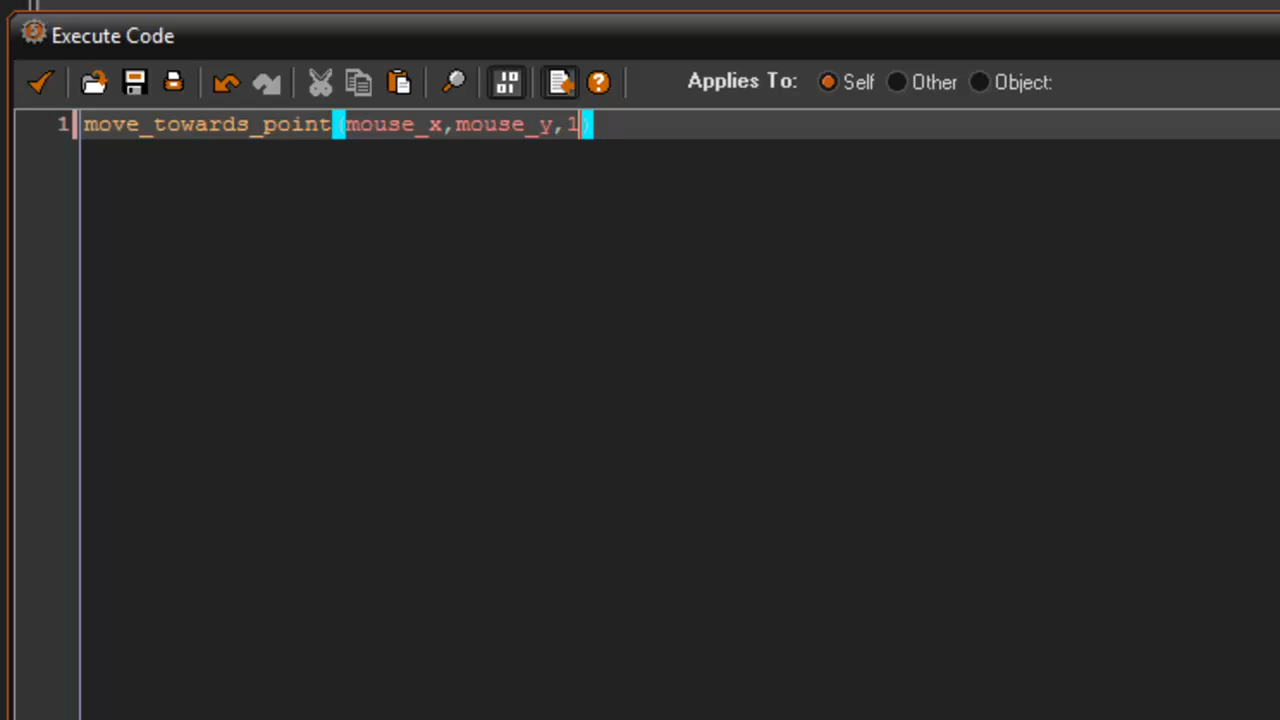 Execute Code
Applies To: Self Other Object:
1 move_towards_point(mouse_x,mouse_y,1)